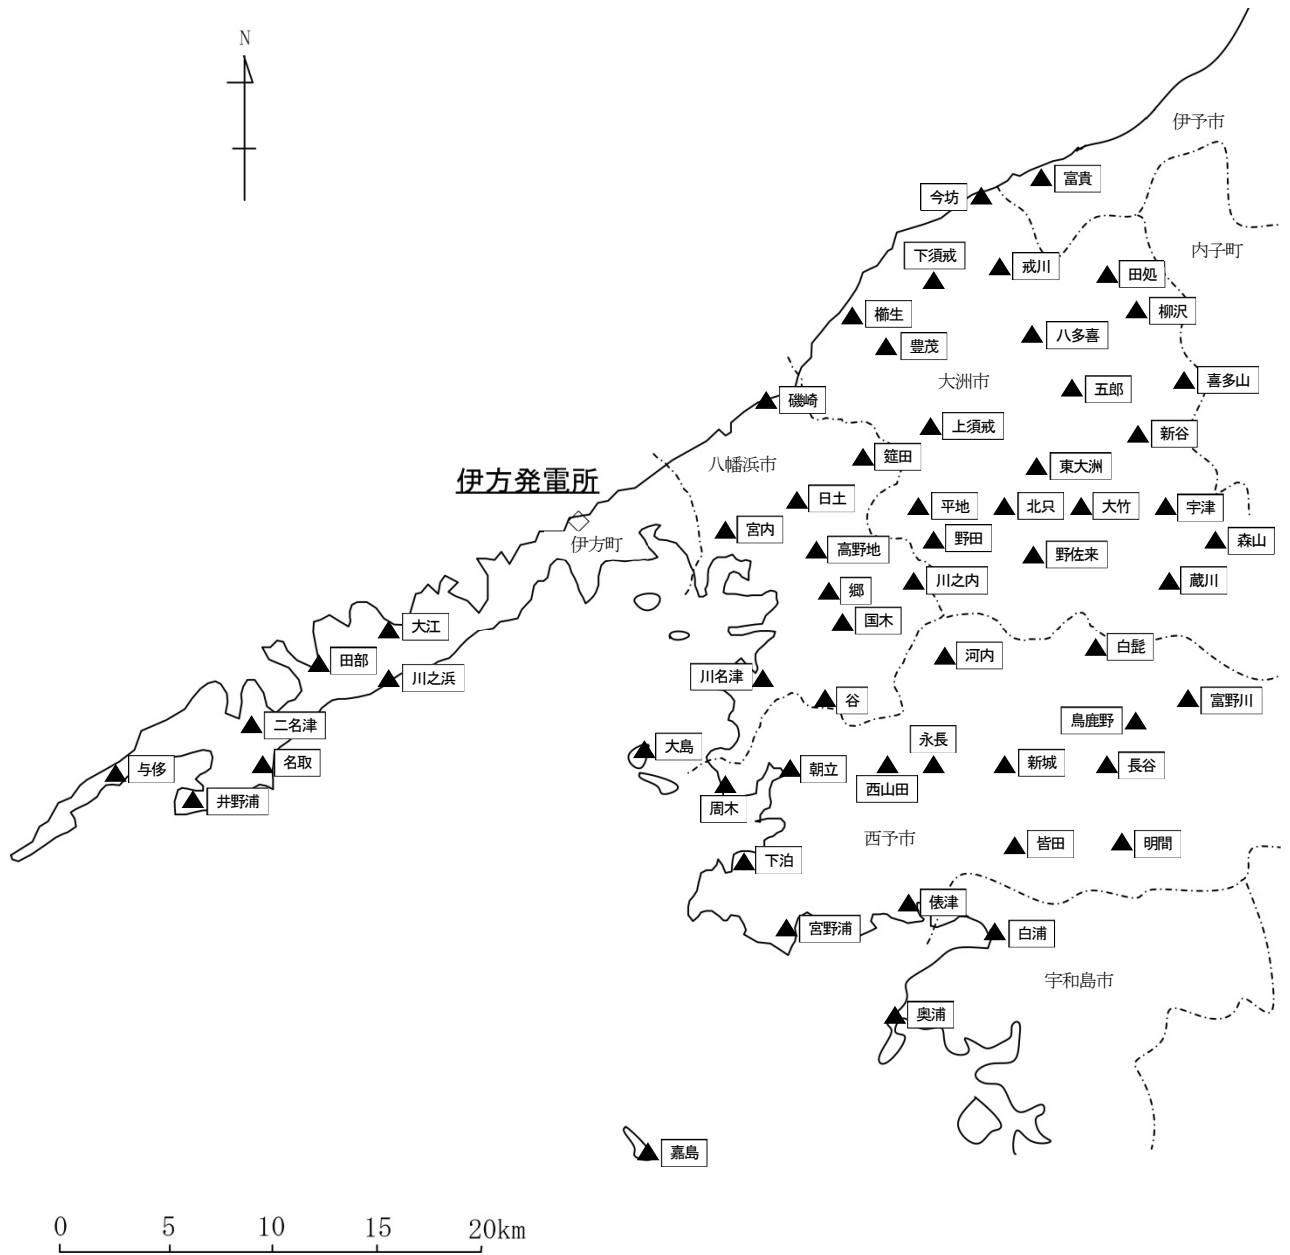 N
伊予市
富貴
今坊
内子町
下須戒
戒川
田処
柳沢
櫛生
八多喜
豊茂
大洲市
喜多山
五郎
磯崎
上須戒
新谷
筵田
八幡浜市
東大洲
伊方発電所
日土
平地
北只
大竹
宇津
宮内
伊方町
野田
森山
高野地
野佐来
郷
川之内
蔵川
国木
大江
白髭
河内
田部
川名津
川之浜
谷
富野川
鳥鹿野
二名津
大島
永長
与侈
名取
朝立
新城
長谷
西山田
井野浦
周木
西予市
皆田
明間
下泊
俵津
宮野浦
白浦
宇和島市
奥浦
嘉島
0 5 10 15 20km